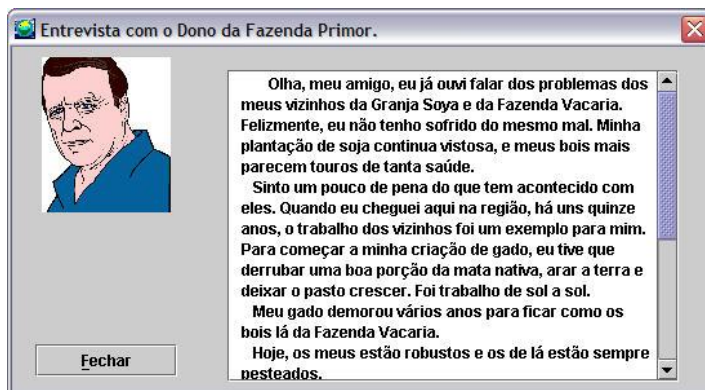 Entrevista com o Dono da Fazenda Primor.
Olha, meu amigo, eu já ouvi falar dos problemas dos
meus vizinhos da Granja Soya e da Fazenda Vacaria.
Felizmente, eu não tenho sofrido do mesmo mal. Minha
plantação de soja continua vistosa, e meus bois mais
parecem touros de tanta saúde.
Sinto um pouco de pena do que tem acontecido com
eles. Quando eu cheguei aqui na região, há uns quinze
anos, o trabalho dos vizinhos foi um exemplo para mim.
Para começar a minha criação de gado, eu tive que
derrubar uma boa porção da mata nativa, arar a terra e
deixar o pasto crescer. Foi trabalho de sol a sol.
Meu gado demorou vários anos para ficar como os
bois lá da Fazenda Vacaria.
Hoje, os meus estão robustos e os de lá estão sempre
pesteados.
Fechar